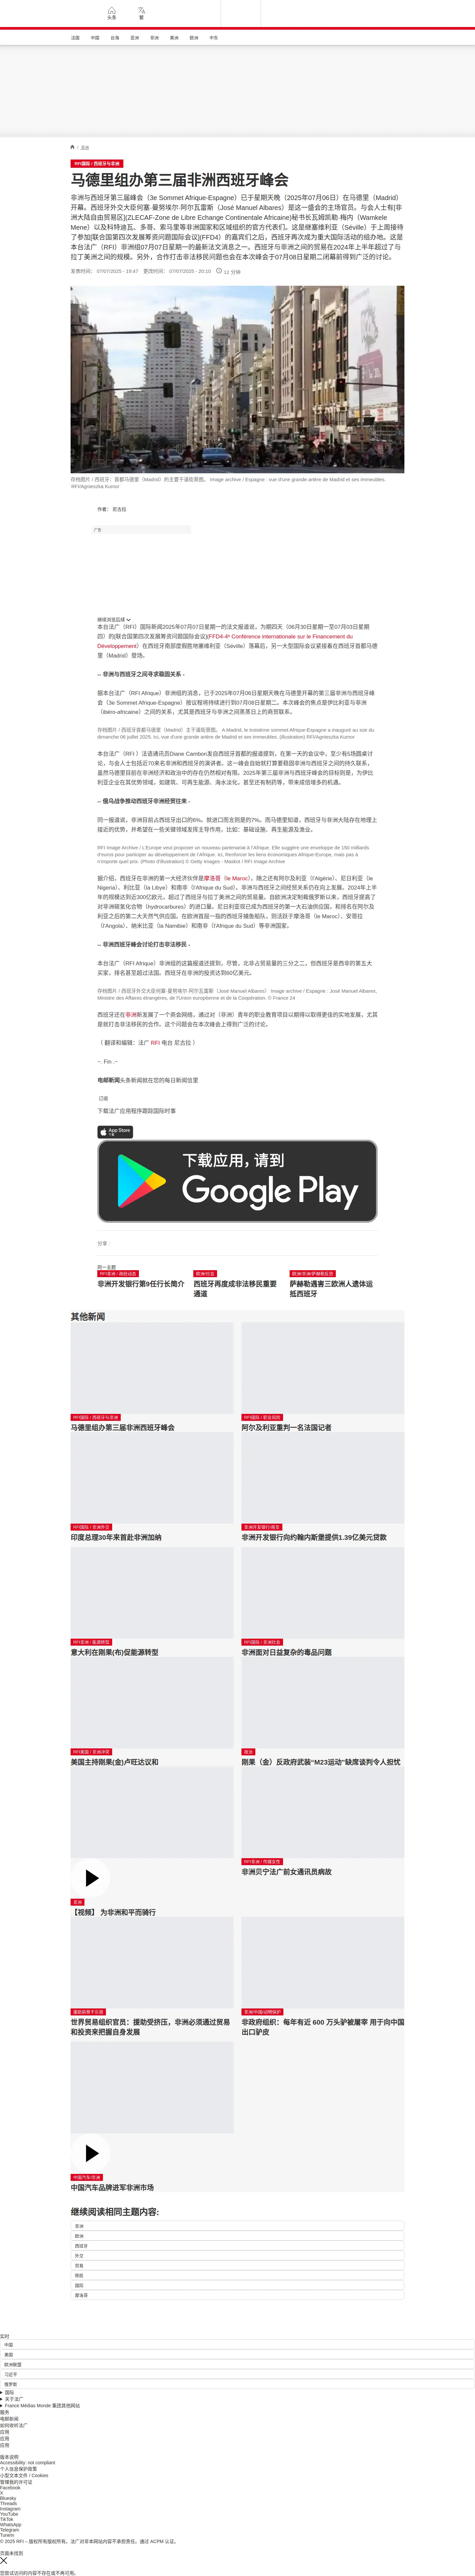 头条
繁
法国
中国
台海
亚洲
非洲
美洲
欧洲
中东
/ 非洲
RFI国际 / 西班牙与非洲
马德里组办第三届非洲西班牙峰会
非洲与西班牙第三届峰会（3e Sommet Afrique-Espagne）已于星期天晚（2025年07月06日）在马德里（Madrid）
开幕。西班牙外交大臣何塞·曼努埃尔·阿尔瓦雷斯（José Manuel Albares）是这一盛会的主场官员。与会人士有[非
洲大陆自由贸易区](ZLECAF-Zone de Libre Echange Continentale Africaine)秘书长瓦姆凯勒·梅内（Wamkele
Mene）以及科特迪瓦、多哥、索马里等非洲国家和区域组织的官方代表们。这是继塞维利亚（Séville）于上周接待
了参加[联合国第四次发展筹资问题国际会议](FFD4）的嘉宾们之后，西班牙再次成为重大国际活动的组办地。这是
本台法广（RFI）非洲组07月07日星期一的最新法文消息之一。西班牙与非洲之间的贸易在2024年上半年超过了与
拉丁美洲之间的规模。另外，合作打击非法移民问题也会在本次峰会于07月08日星期二闭幕前得到广泛的讨论。
发表时间： 07/07/2025 - 19:47 更改时间： 07/07/2025 - 20:10 12 分钟
存档图片 / 西班牙：首都马德里（Madrid）的主要干道街景图。 Image archive / Espagne : vue d'une grande artère de Madrid et ses immeubles.
RFI/Agnieszka Kumor
作者： 尼古拉
广告
继续浏览后续
本台法广（RFI）国际新闻2025年07月07日星期一的法文报道说，为期四天（06月30日星期一至07月03日星期
四）的[联合国第四次发展筹资问题国际会议](FFD4-4ª Conférence internationale sur le Financement du
Développement）在西班牙南部度假胜地塞维利亚（Séville）落幕后，另一大型国际会议紧接着在西班牙首都马德
里（Madrid）登场。
-- 非洲与西班牙之间寻求稳固关系 -
据本台法广（RFI Afrique）非洲组的消息，已于2025年07月06日星期天晚在马德里开幕的第三届非洲与西班牙峰
会（3e Sommet Afrique-Espagne）按议程将持续进行到07月08日星期二。本次峰会的焦点是伊比利亚与非洲
（ibéro-africaine）之间的关系，尤其是西班牙与非洲之间蒸蒸日上的商贸联系。
存档图片 / 西班牙首都马德里（Madrid）主干道街景图。 A Madrid, le troisième sommet Afrique-Espagne a inauguré au soir du
dimanche 06 juillet 2025. Ici, vue d'une grande artère de Madrid et ses immeubles. (illustration) RFI/Agnieszka Kumor
本台法广（RFI ）法语通讯员Diane Cambon发自西班牙首都的报道提到，在第一天的会议中，至少有5场圆桌讨
论，与会人士包括近70来名非洲和西班牙的演讲者。这一峰会自始就打算要稳固非洲与西班牙之间的持久联系，
虽然马德里目前在非洲经济和政治中的存在仍然相对有限。2025年第三届非洲与西班牙峰会的目标则是，为伊比
利亚企业在其优势领域，如建筑、可再生能源、海水淡化，甚至还有制药等，带来成倍增多的机遇。
-- 俄乌战争推动西班牙非洲经贸往来 -
同一报道说，非洲目前占西班牙出口的6%。就进口而言则是约7%。而马德里知道，西班牙与非洲大陆存在地理上
接近的优势，并希望在一些关键领域发挥主导作用，比如：基础设施、再生能源及渔业。
RFI Image Archive / L'Europe veut proposer un nouveau partenariat à l'Afrique. Elle suggère une enveloppe de 150 milliards
d'euros pour participer au développement de l'Afrique. Ici, Renforcer les liens économiques Afrique-Europe, mais pas à
n'importe quel prix. (Photo d'illustration) © Getty Images - Maskot / RFI Image Archive
据介绍，西班牙在非洲的第一大经济伙伴是摩洛哥（le Maroc）。随之还有阿尔及利亚（l'Algérie）、尼日利亚（le
Nigeria）、利比亚（la Libye）和南非（l'Afrique du Sud）。非洲与西班牙之间经贸关系仍在向上发展。2024年上半
年的规模达到近300亿欧元，超过了西班牙与拉丁美洲之间的贸易量。自欧洲决定制裁俄罗斯以来，西班牙提高了
对非洲碳氢化合物（hydrocarbures）的进口量。尼日利亚现已成为西班牙的第一大石油供应国，和排名在阿尔及
利亚之后的第二大天然气供应国。在欧洲首屈一指的西班牙捕鱼船队，则活跃于摩洛哥（le Maroc）、安哥拉
（l'Angola）、纳米比亚（la Namibie）和南非（l'Afrique du Sud）等非洲国家。
-- 非洲西班牙峰会讨论打击非法移民 -
本台法广（RFI Afrique）非洲组的这篇报道还提到，尽管，北非占贸易量的三分之二，但西班牙是西非的第五大
买家，排名甚至超过法国。西班牙在非洲的投资达到60亿美元。
存档图片 / 西班牙外交大臣何塞·曼努埃尔·阿尔瓦雷斯（José Manuel Albares） Image archive / Espagne : José Manuel Albares,
Ministre des Affaires étrangères, de l'Union européenne et de la Coopération. © France 24
西班牙还在非洲新发展了一个商会网络，通过对（非洲）青年的职业教育项目以期得以取得更佳的实地发展，尤其
是就打击非法移民的合作。这个问题会在本次峰会上得到广泛的讨论。
（ 翻译和编辑：法广 RFI 电台 尼古拉 ）
–. Fin .–
电邮新闻头条新闻就在您的每日新闻信里
订阅
下载法广应用程序跟踪国际时事
App Store
下载
下载应用，请到
Google Play
分享 :
同一主题
RFI非洲 / 政经动态
非洲开发银行第9任行长简介
欧洲/社会
西班牙再度成非法移民重要
通道
欧洲/非洲/萨赫勒反恐
萨赫勒遇害三欧洲人遗体运
抵西班牙
其他新闻
RFI国际 / 西班牙与非洲
马德里组办第三届非洲西班牙峰会
RFI国际 / 职业风险
阿尔及利亚重判一名法国记者
RFI国际 / 亚洲外交
印度总理30年来首赴非洲加纳
非洲开发银行/南非
非洲开发银行向约翰内斯堡提供1.39亿美元贷款
RFI非洲 / 能源转型
意大利在刚果(布)促能源转型
RFI国际 / 非洲社会
非洲面对日益复杂的毒品问题
RFI美国 / 非洲冲突
美国主持刚果(金)卢旺达议和
政治
刚果（金）反政府武装“M23运动”缺席谈判令人担忧
非洲
【视频】 为非洲和平而骑行
RFI非洲 / 传媒女性
非洲贝宁法广前女通讯员病故
援助前景不乐观
世界贸易组织官员：援助受挤压，非洲必须通过贸易
和投资来把握自身发展
非洲/中国/动物保护
非政府组织：每年有近 600 万头驴被屠宰 用于向中国
出口驴皮
中国汽车/非洲
中国汽车品牌进军非洲市场
继续阅读相同主题内容:
非洲
欧洲
西班牙
外交
贸易
移民
国际
摩洛哥
实时
中国
美国
欧洲联盟
习近平
俄罗斯
国际
关于法广
France Médias Monde 集团其他网站
服务
电邮新闻
如何收听法广
应用
应用
应用
版本说明
Accessibility: not compliant
个人信息保护政策
小型文本文件 / Cookies
管理我的许可证
Facebook
X
Bluesky
Threads
Instagram
YouTube
TikTok
WhatsApp
Telegram
TuneIn
© 2025 RFI – 版权所有版权所有。法广对非本网站内容不承担责任。通过 ACPM 认证。
页面未找到
您尝试访问的内容不存在或不再可用。